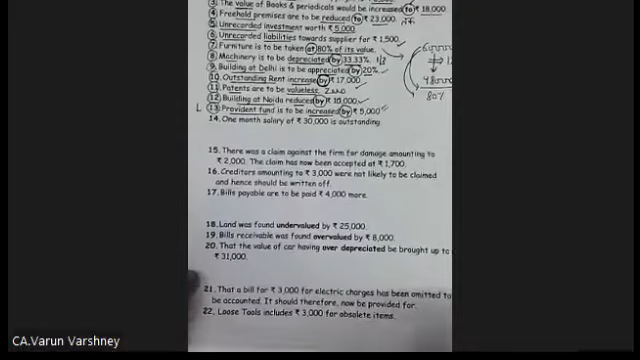 ③ The value of Books & periodicals would be increased to ₹ 18,000
④ Freehold premises are to be reduced to ₹ 23,000
⑤ Unrecorded investment worth ₹ 5,000
⑥ Unrecorded liabilities towards supplier for ₹ 1,500
⑦ Furniture is to be taken at 80% of its value.
⑧ Machinery is to be depreciated by 33.33%. 1/3
⑨ Building at Delhi is to be appreciated by 20%
⑩ Outstanding Rent increase by ₹ 17,000
⑪ Patents are to be valueless. Zero
⑫ Building at Noida reduced by ₹ 10,000
⑬ Provident fund is to be increased by ₹ 5,000
14. One month salary of ₹ 30,000 is outstanding.
80%
15. There was a claim against the firm for damage amounting to
₹ 2,000. The claim has now been accepted at ₹ 1,700.
16. Creditors amounting to ₹ 3,000 were not likely to be claimed
and hence should be written off.
17. Bills payable are to be paid ₹ 4,000 more.
18. Land was found undervalued by ₹ 25,000.
19. Bills receivable was found overvalued by ₹ 8,000.
20. That the value of car having over depreciated be brought up to
₹ 31,000.
21. That a bill for ₹ 3,000 for electric charges has been omitted to
be accounted. It should therefore, now be provided for.
22. Loose Tools includes ₹ 3,000 for obsolete items.
CA.Varun Varshney